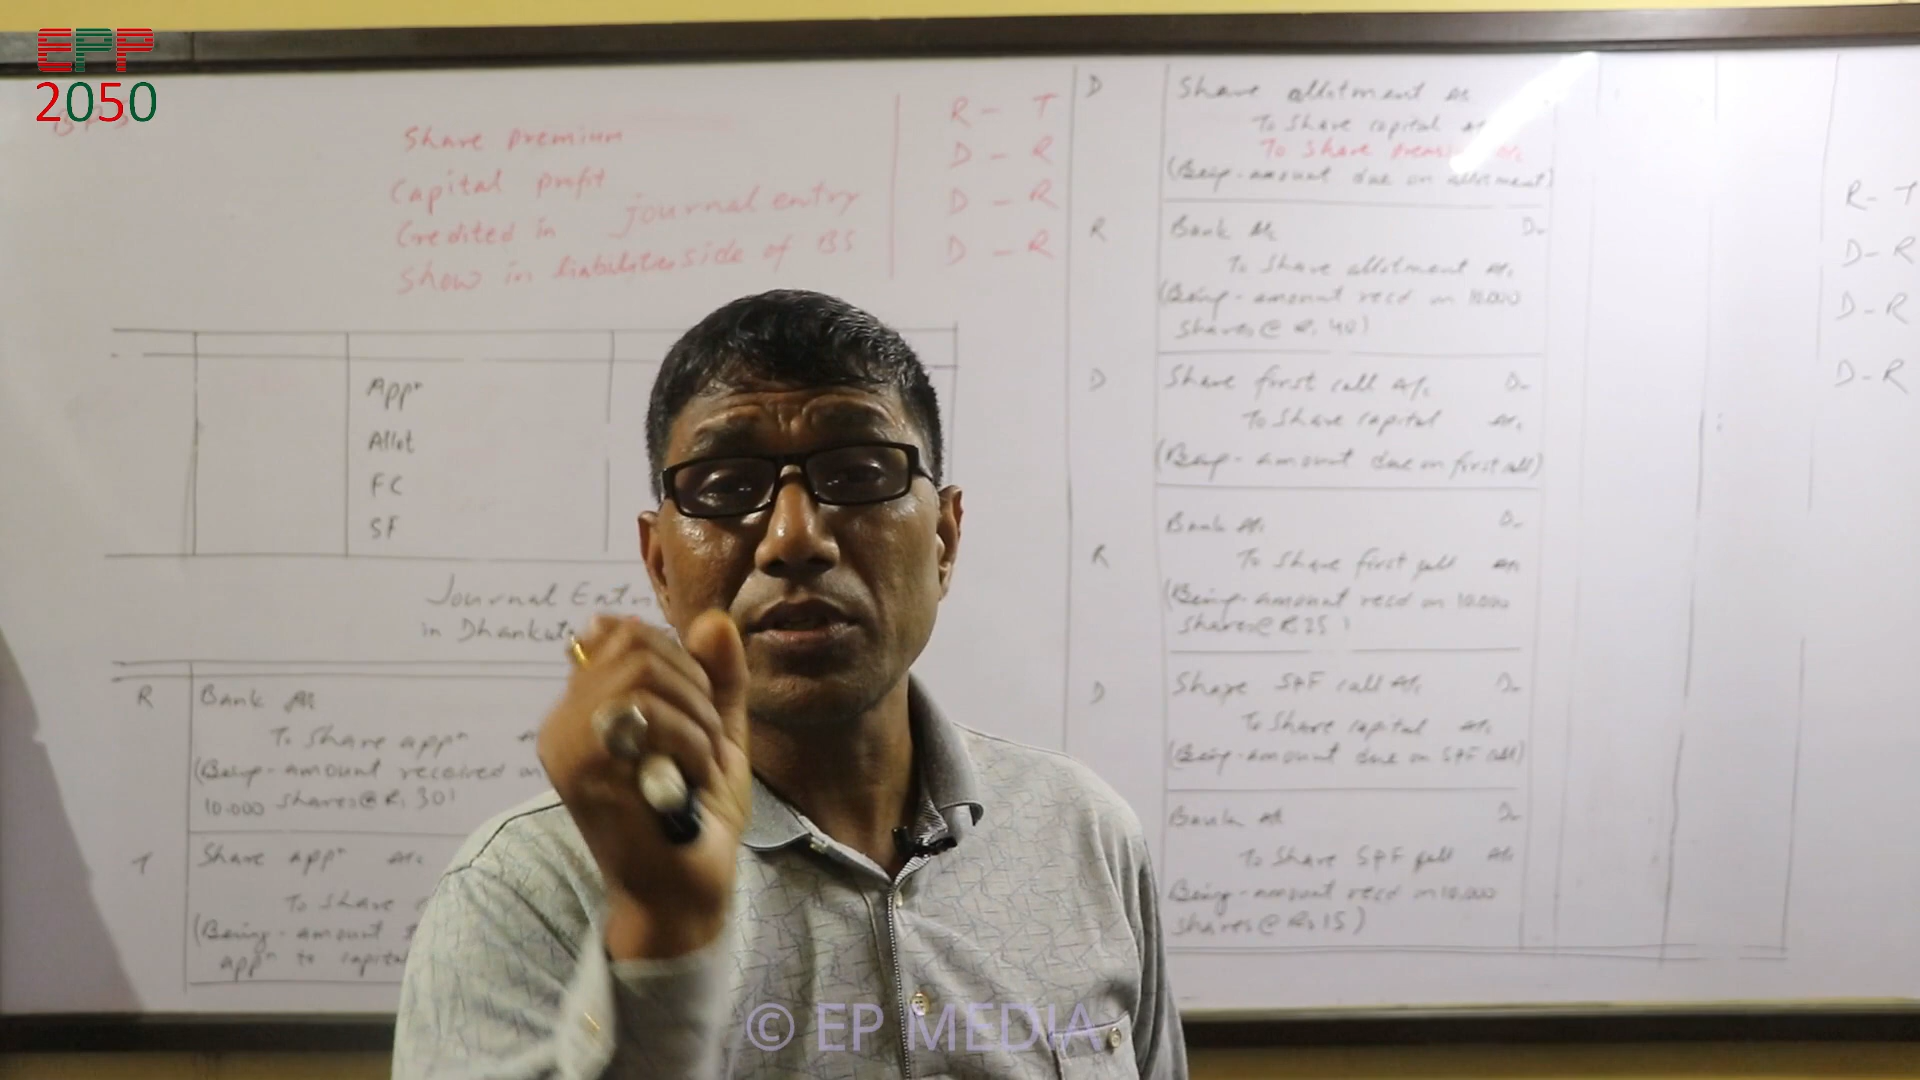 EPP
2050
Share premium
Capital profit
Credited in journal entry
Show in liabilities side of BS
R - T
D - R
D - R
D - R
Appⁿ
Allot
FC
SF
Journal Entr
in Dhankut
R
Bank A/c
To Share appⁿ
(Being-amount received on
10,000 shares @ Rs 30)
T
Share appⁿ A/c
To Share
(Being-amount
appⁿ to capital
D
Share allotment A/c
To Share capital A/c
To Share premium A/c
(Being-amount due on allotment)
R
Bank A/c Dr
To Share allotment A/c
(Being-amount recd on 10,000
shares @ Rs 40)
D
Share first call A/c Dr
To Share capital A/c
(Being-amount due on first call)
R
Bank A/c Dr
To Share first call A/c
(Being-amount recd on 10,000
shares @ Rs 25)
D
Share S&F call A/c Dr
To Share capital A/c
(Being-amount due on S&F call)
Bank A/c Dr
To Share S&F call A/c
Being-amount recd on 10,000
shares @ Rs 15)
R - T
D - R
D - R
D - R
© EP MEDIA